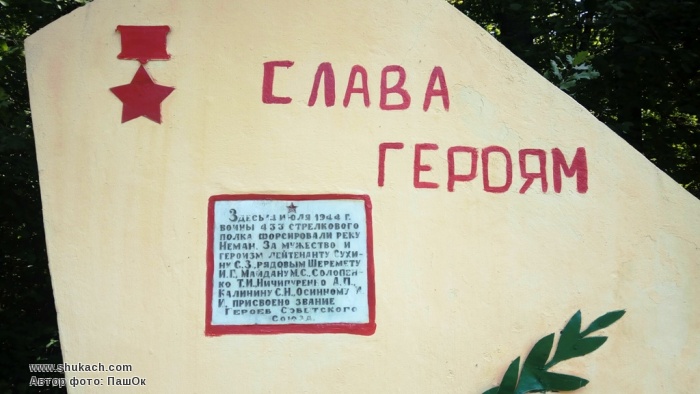 СЛАВА
ГЕРОЯМ
Здесь 14 июля 1944 г.
воины 433 стрелкового
полка форсировали реку
Неман. За мужество и
героизм лейтенанту Сухи-
ну С.З., рядовым Шеремету
И.Г., Майдану М.С., Солопен-
ко Т.И., Ничипуренко А.П.,
Калинину С.Н., Осинному У
И. присвоено звание
Героев Советского
Союза.
www.shukach.com
Автор фото: ПашОк